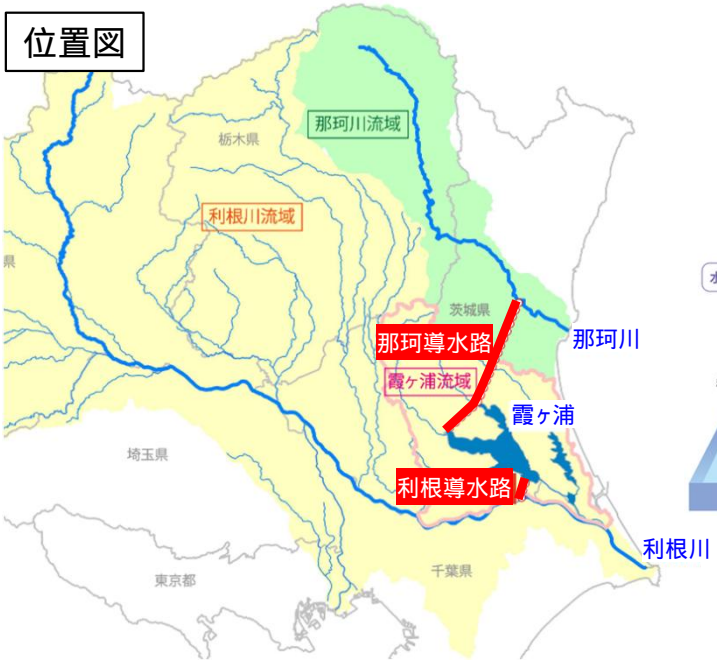 位置図
那珂川流域
栃木県
利根川流域
県
茨城県
水
那珂導水路
那珂川
霞ヶ浦流域
霞ヶ浦
埼玉県
利根導水路
利根川
千葉県
東京都